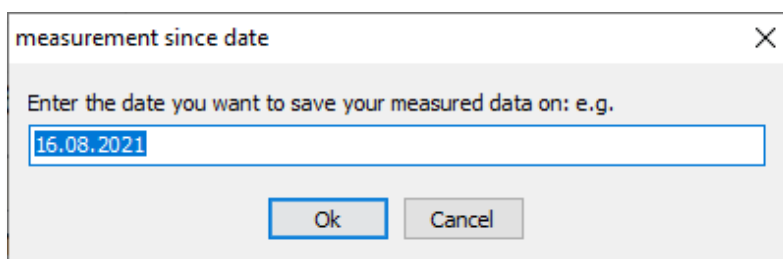 measurement since date
Enter the date you want to save your measured data on: e.g.
16.08.2021
Ok
Cancel